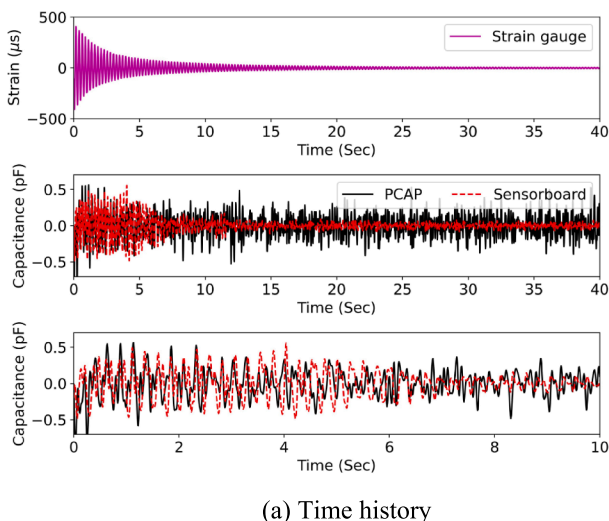 500
Strain gauge
0
−500
Strain (μs)
0 5 10 15 20 25 30 35 40
Time (Sec)
0.5
PCAP Sensorboard
0.0
−0.5
Capacitance (pF)
0 5 10 15 20 25 30 35 40
Time (Sec)
0.5
0.0
−0.5
Capacitance (pF)
0 2 4 6 8 10
Time (Sec)
(a) Time history